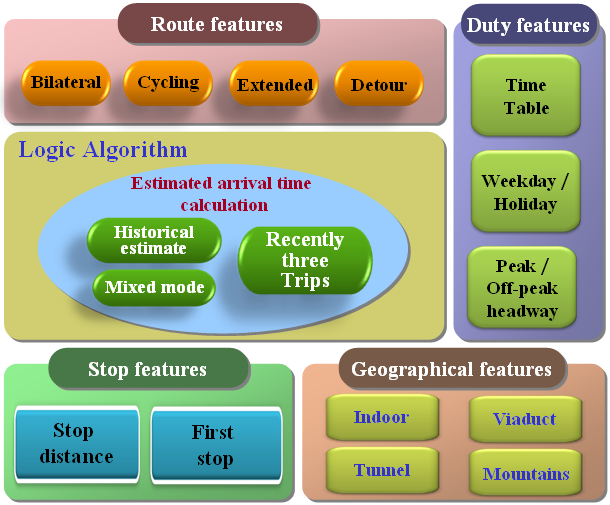 Route features
Bilateral
Cycling
Extended
Detour
Duty features
Time
Table
Weekday /
Holiday
Peak /
Off-peak
headway
Logic Algorithm
Estimated arrival time
calculation
Historical
estimate
Mixed mode
Recently
three
Trips
Stop features
Stop
distance
First
stop
Geographical features
Indoor
Viaduct
Tunnel
Mountains